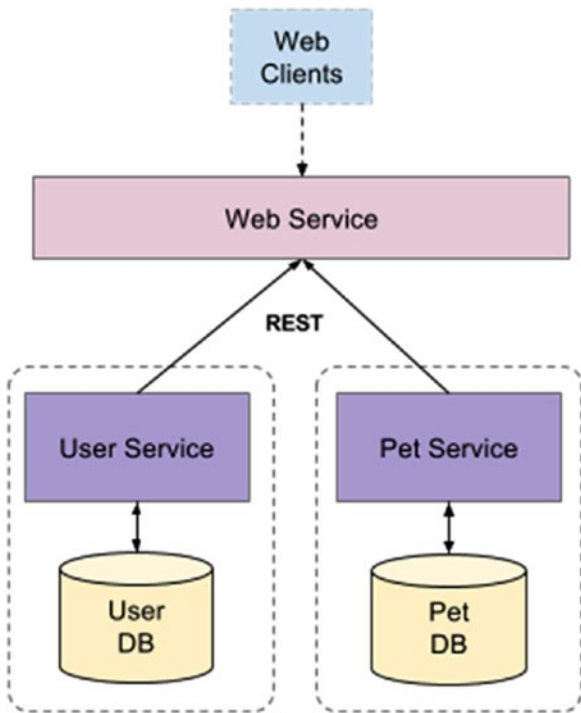 Web
Clients
Web Service
REST
User Service
Pet Service
User
DB
Pet
DB